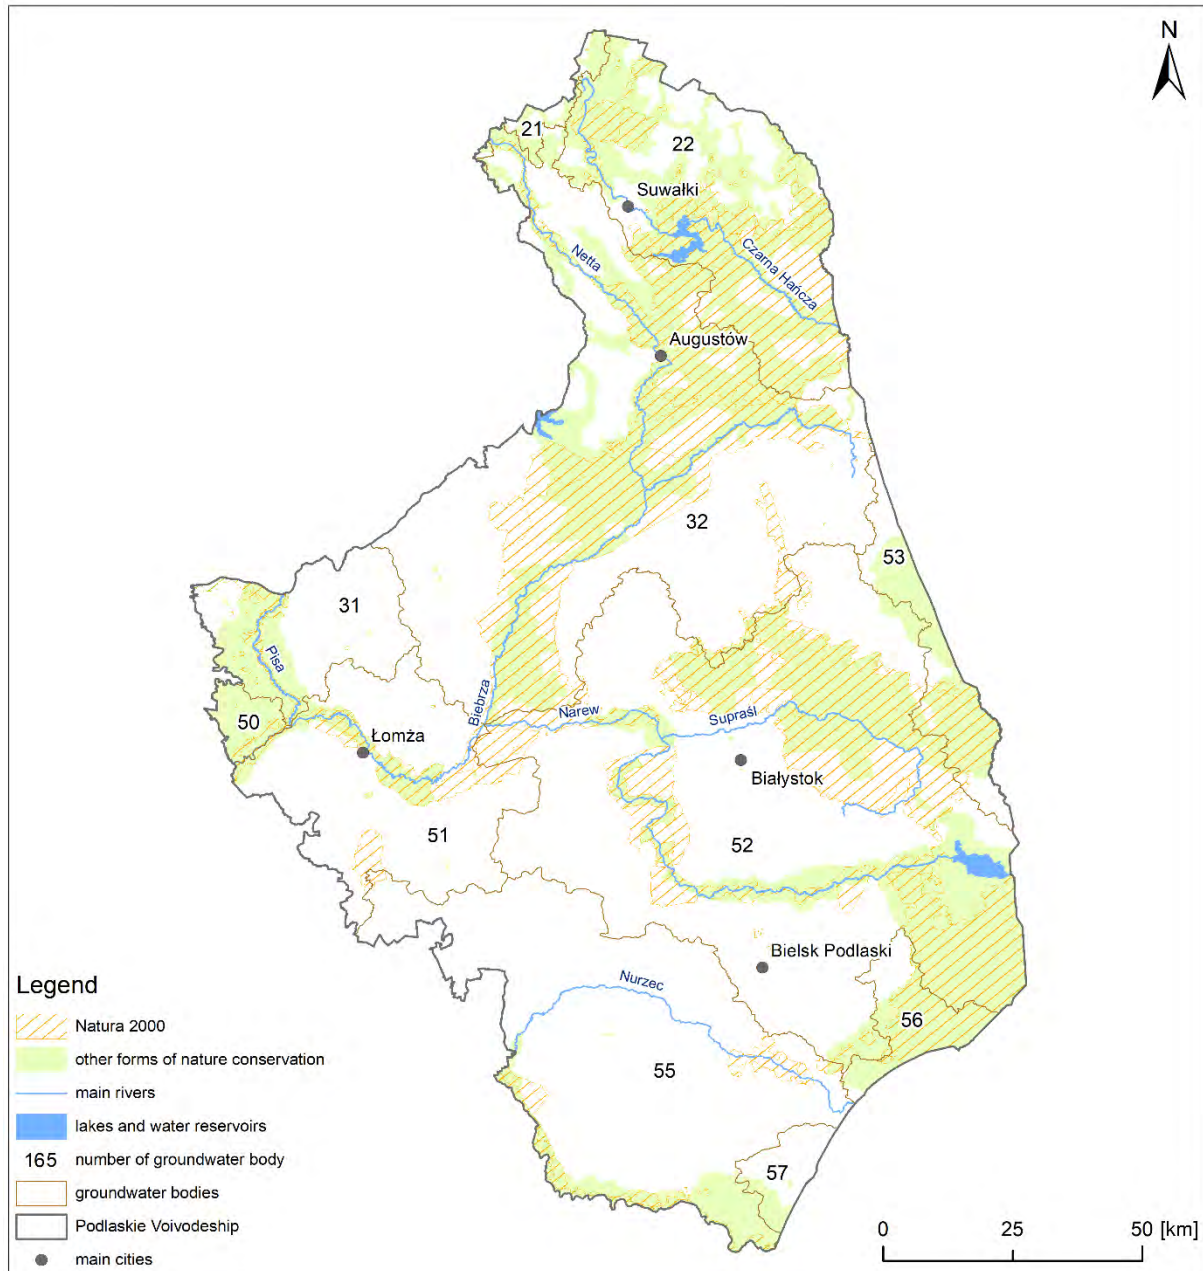 N
21
22
Suwałki
Netta
Czarna Hańcza
Augustów
32
53
31
Pisa
50
Biebrza
Narew
Supraśl
Łomża
Białystok
51
52
Bielsk Podlaski
Nurzec
56
55
57
Legend
Natura 2000
other forms of nature conservation
main rivers
lakes and water reservoirs
165 number of groundwater body
groundwater bodies
Podlaskie Voivodeship
main cities
0 25 50 [km]